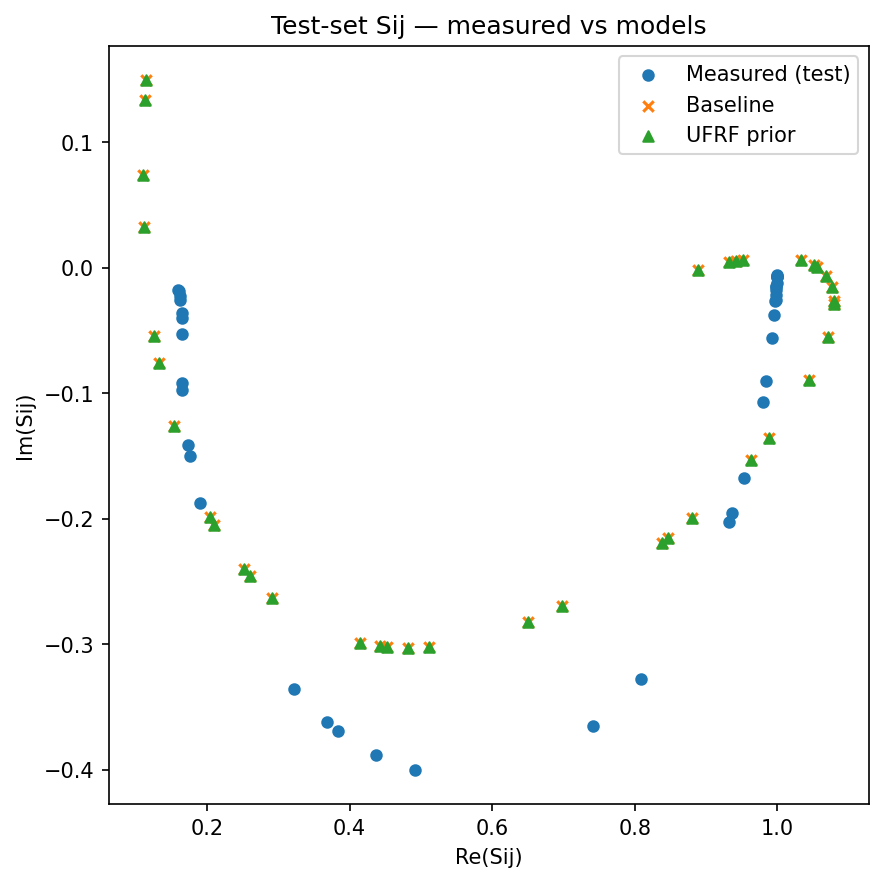 Test-set Sij — measured vs models
Measured (test)
Baseline
UFRF prior
0.1
0.0
−0.1
−0.2
−0.3
−0.4
Im(Sij)
0.2
0.4
0.6
0.8
1.0
Re(Sij)